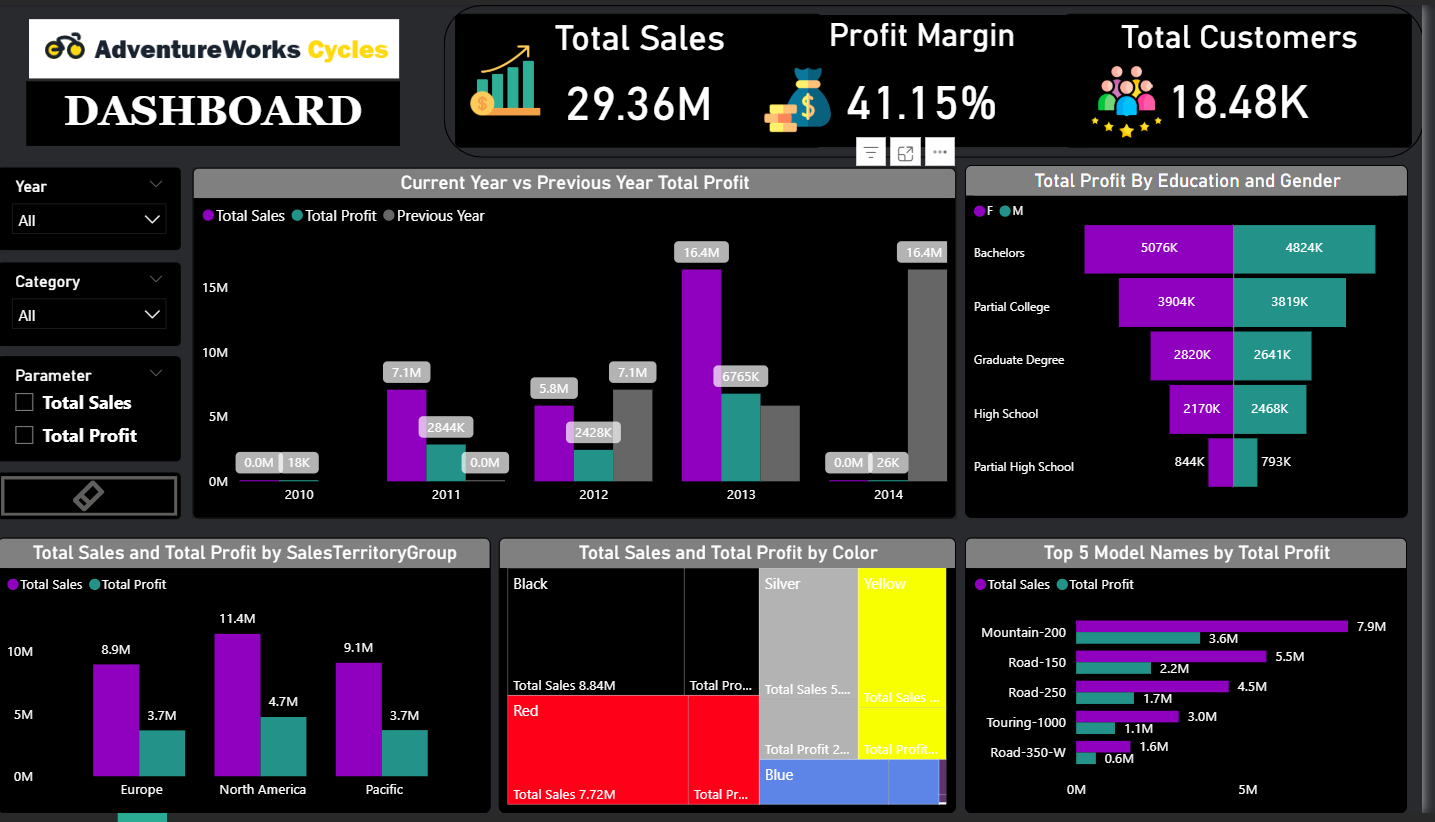 AdventureWorks Cycles
DASHBOARD
Total Sales
29.36M
Profit Margin
41.15%
Total Customers
18.48K
Year
All
Category
All
Parameter
Total Sales
Total Profit
Current Year vs Previous Year Total Profit
Total Sales Total Profit Previous Year
15M
10M
5M
0M
0.0M 18K
7.1M 2844K 0.0M
5.8M 2428K 7.1M
16.4M 6765K
0.0M 26K 16.4M
2010 2011 2012 2013 2014
Total Profit By Education and Gender
F M
Bachelors 5076K 4824K
Partial College 3904K 3819K
Graduate Degree 2820K 2641K
High School 2170K 2468K
Partial High School 844K 793K
Total Sales and Total Profit by SalesTerritoryGroup
Total Sales Total Profit
10M
5M
0M
8.9M 3.7M
11.4M 4.7M
9.1M 3.7M
Europe North America Pacific
Total Sales and Total Profit by Color
Black
Total Sales 8.84M Total Pro...
Red
Total Sales 7.72M Total Pr...
Silver
Total Sales 5....
Total Profit 2...
Yellow
Total Sales ...
Total Profit...
Blue
Top 5 Model Names by Total Profit
Total Sales Total Profit
Mountain-200 7.9M 3.6M
Road-150 5.5M 2.2M
Road-250 4.5M 1.7M
Touring-1000 3.0M 1.1M
Road-350-W 1.6M 0.6M
0M 5M